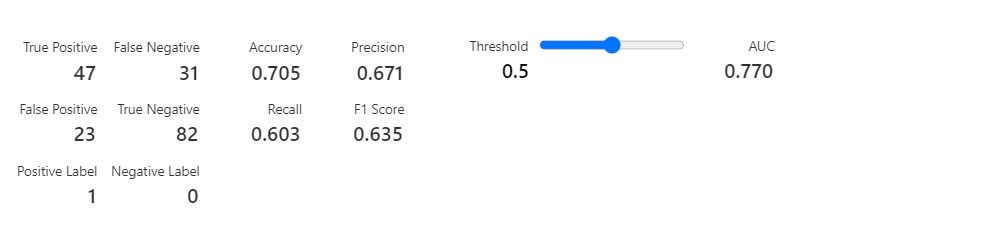 True Positive False Negative Accuracy Precision Threshold AUC
47 31 0.705 0.671 0.5 0.770
False Positive True Negative Recall F1 Score
23 82 0.603 0.635
Positive Label Negative Label
1 0